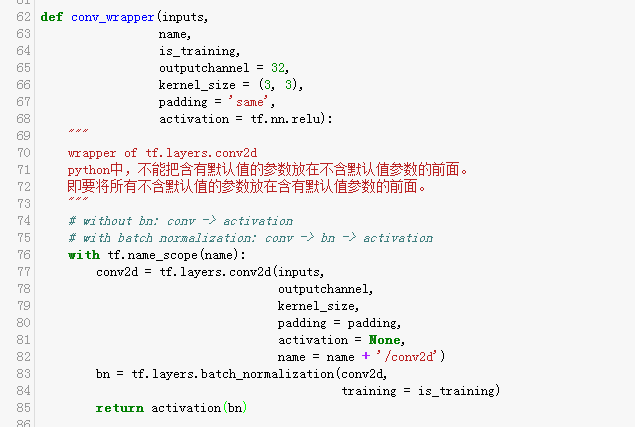 62 def conv_wrapper(inputs,
63 name,
64 is_training,
65 outputchannel = 32,
66 kernel_size = (3, 3),
67 padding = 'same',
68 activation = tf.nn.relu):
69 """
70 wrapper of tf.layers.conv2d
71 python中，不能把含有默认值的参数放在不含默认值参数的前面。
72 即要将所有不含默认值的参数放在含有默认值参数的前面。
73 """
74 # without bn: conv -> activation
75 # with batch normalization: conv -> bn -> activation
76 with tf.name_scope(name):
77 conv2d = tf.layers.conv2d(inputs,
78 outputchannel,
79 kernel_size,
80 padding = padding,
81 activation = None,
82 name = name + '/conv2d')
83 bn = tf.layers.batch_normalization(conv2d,
84 training = is_training)
85 return activation(bn)
86